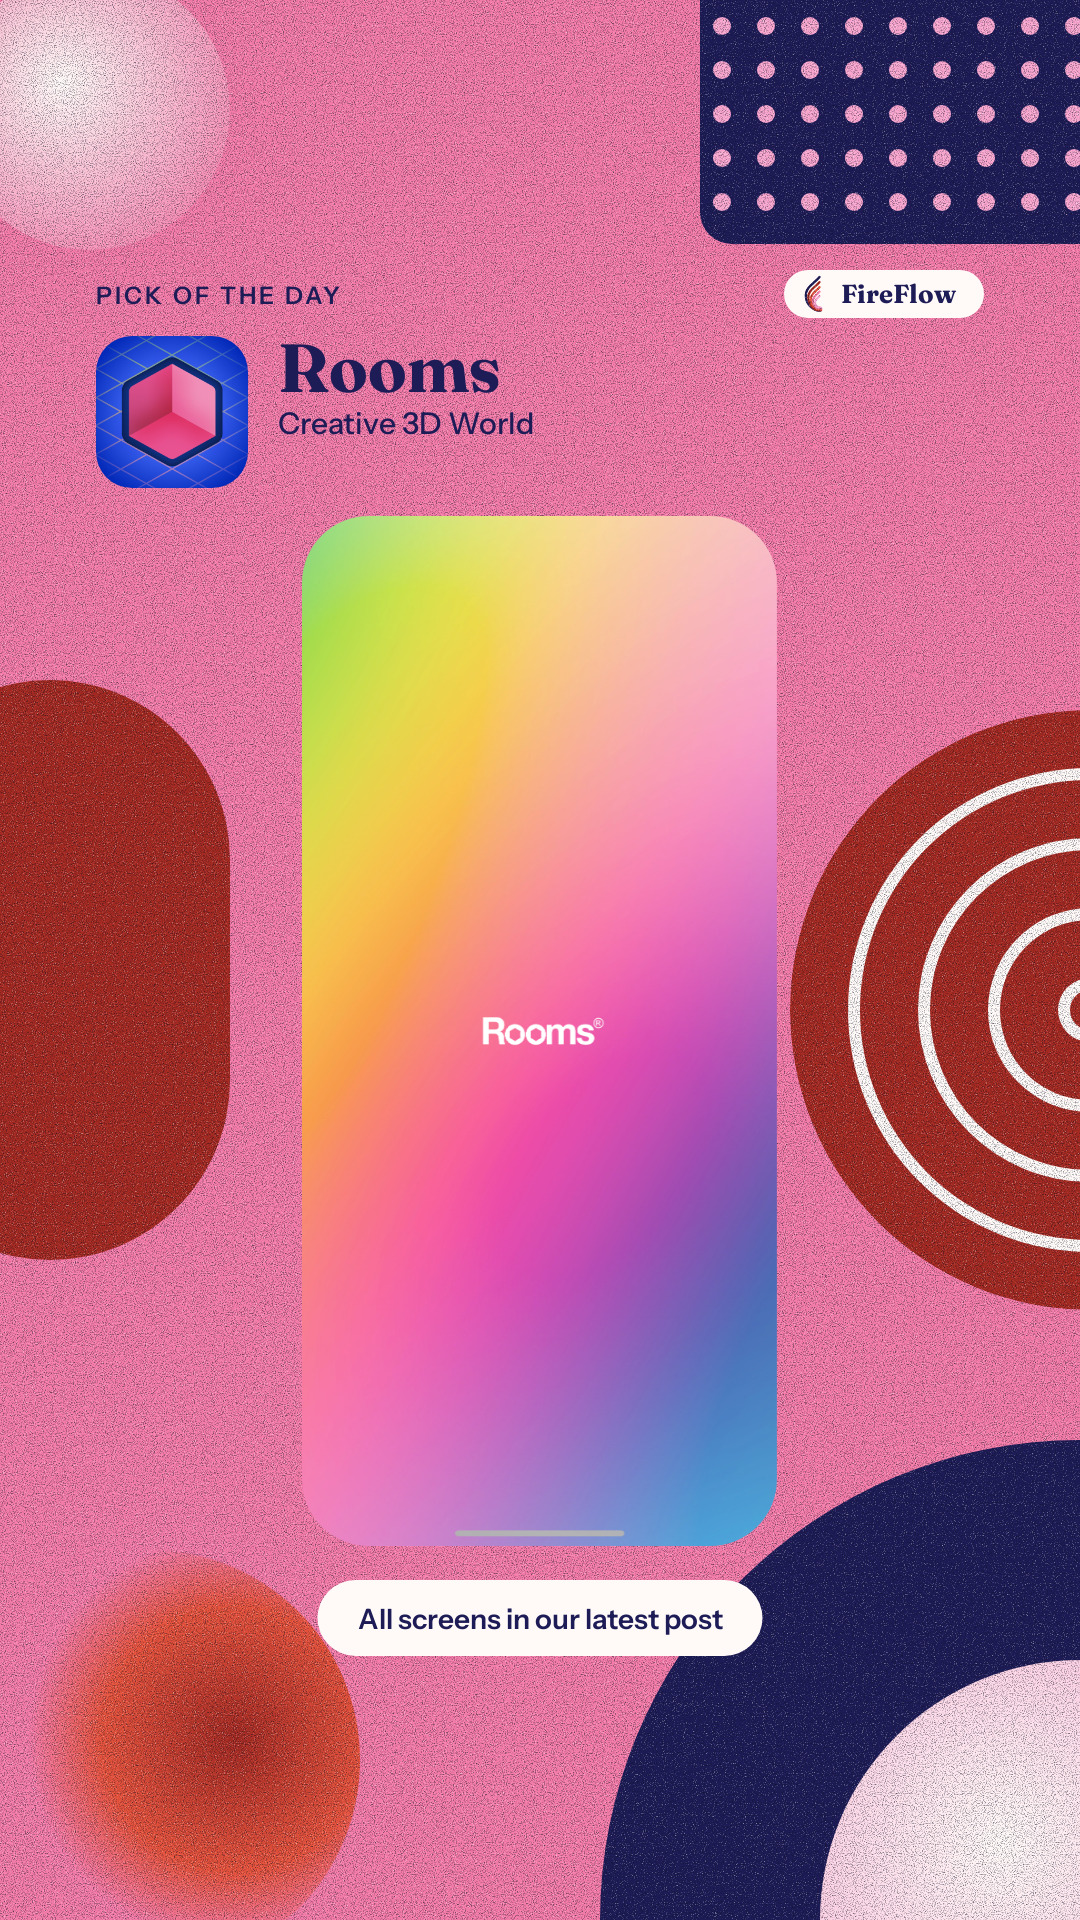 PICK OF THE DAY
FireFlow
Rooms
Creative 3D World
Rooms®
All screens in our latest post